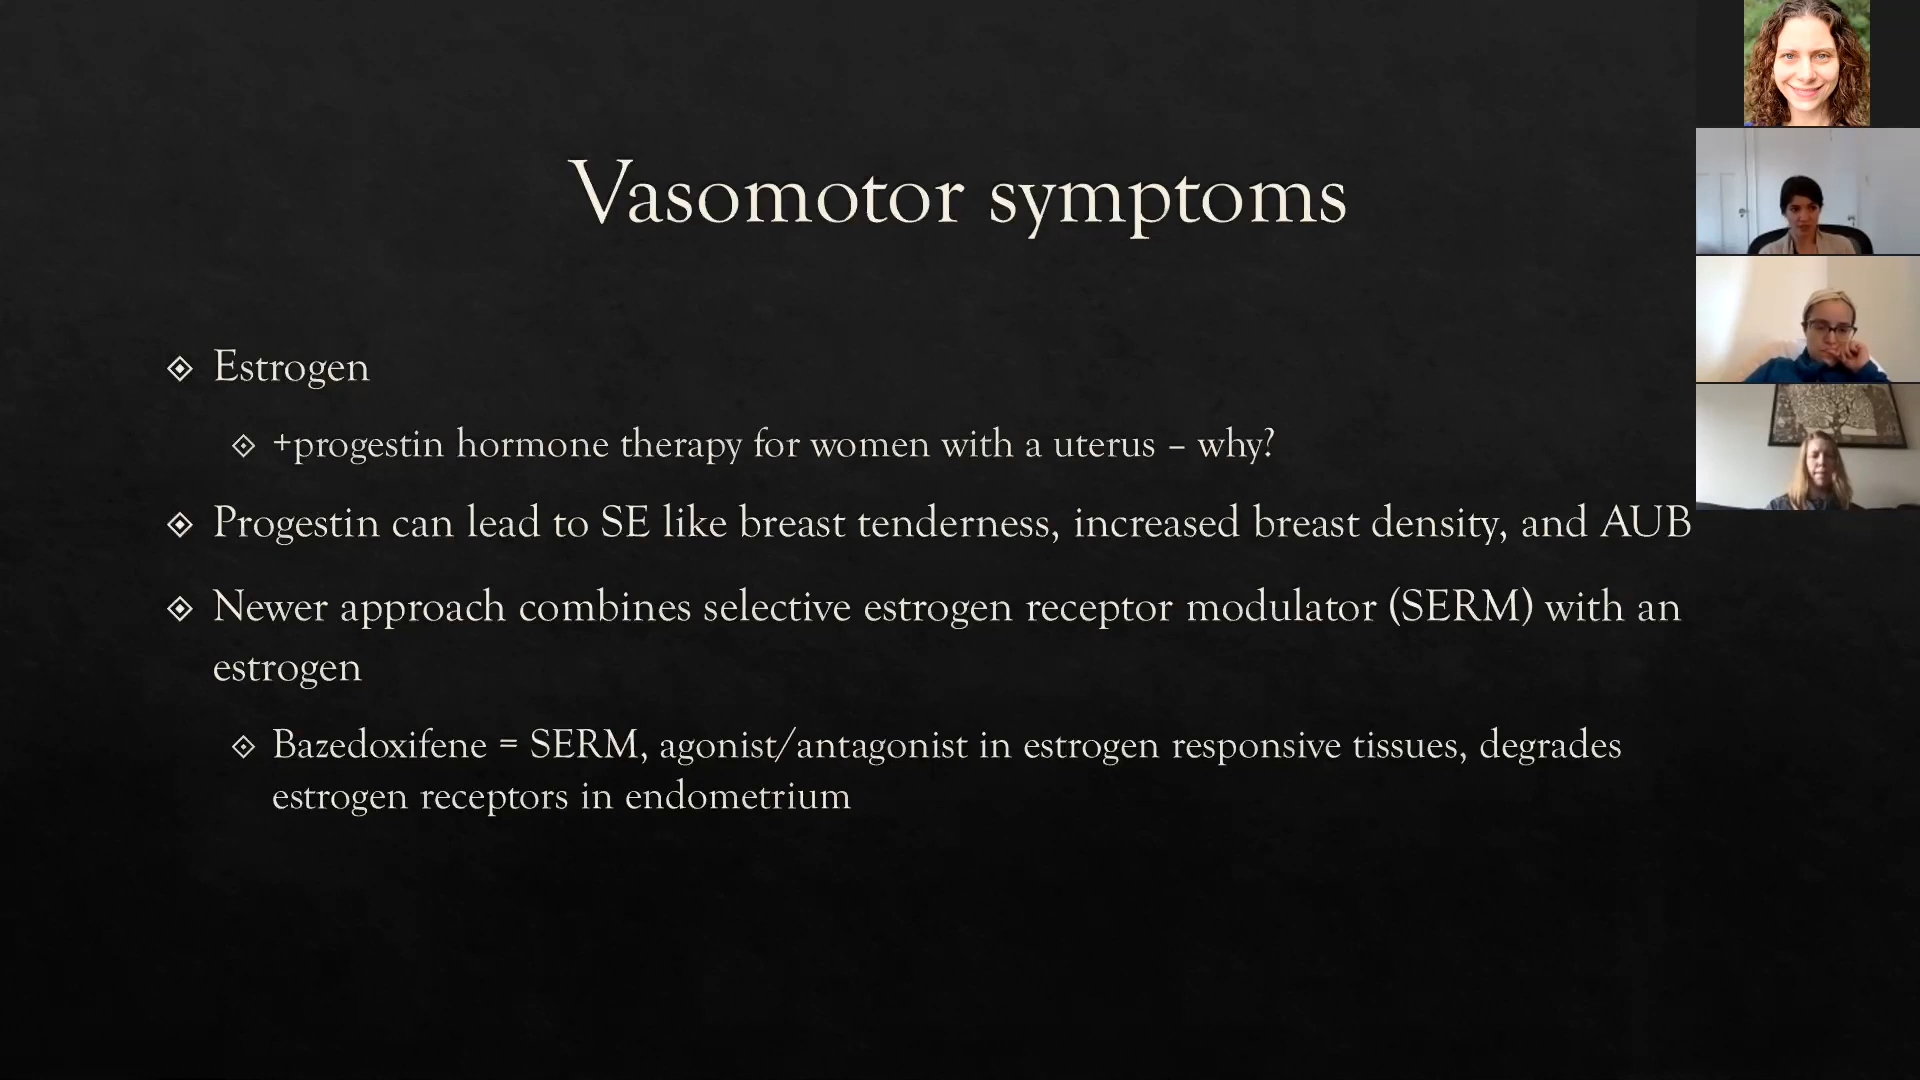 Vasomotor symptoms
Estrogen
+progestin hormone therapy for women with a uterus – why?
Progestin can lead to SE like breast tenderness, increased breast density, and AUB
Newer approach combines selective estrogen receptor modulator (SERM) with an
estrogen
Bazedoxifene = SERM, agonist/antagonist in estrogen responsive tissues, degrades
estrogen receptors in endometrium